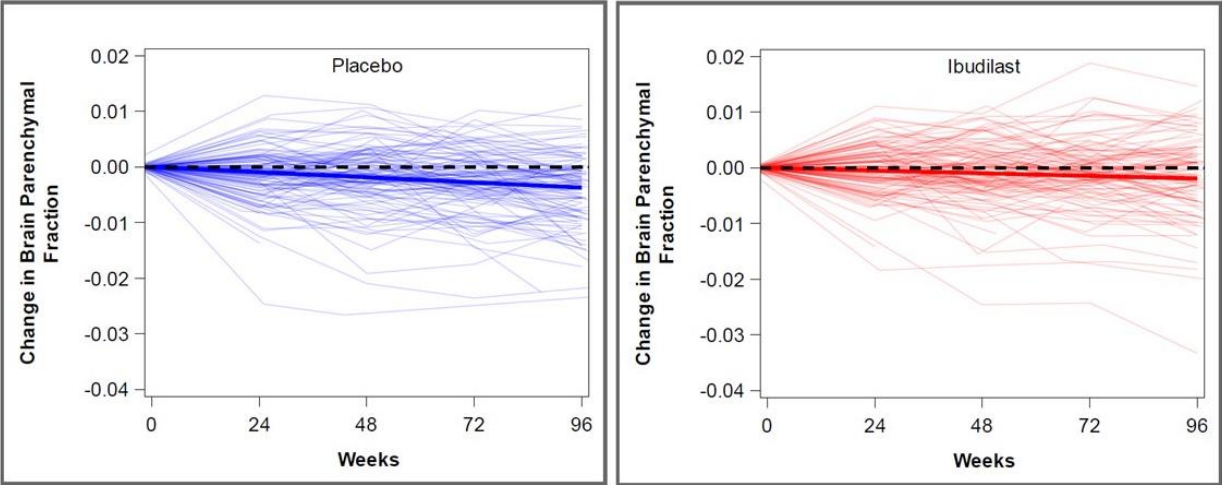 Placebo
Change in Brain Parenchymal
Fraction
0.02
0.01
0.00
-0.01
-0.02
-0.03
-0.04
0 24 48 72 96
Weeks
Ibudilast
Change in Brain Parenchymal
Fraction
0.02
0.01
0.00
-0.01
-0.02
-0.03
-0.04
0 24 48 72 96
Weeks